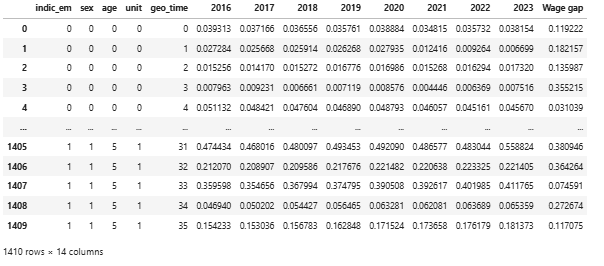 indic_em sex age unit geo_time 2016 2017 2018 2019 2020 2021 2022 2023 Wage gap
0 0 0 0 0 0 0.039313 0.037166 0.036556 0.035761 0.038884 0.034815 0.035732 0.038154 0.119222
1 0 0 0 0 1 0.027284 0.025668 0.025914 0.026268 0.027935 0.012416 0.009264 0.006699 0.182157
2 0 0 0 0 2 0.015256 0.014170 0.015272 0.016776 0.016986 0.015268 0.016294 0.017320 0.135987
3 0 0 0 0 3 0.007963 0.009231 0.006661 0.007119 0.008576 0.004446 0.006369 0.007516 0.355215
4 0 0 0 0 4 0.051132 0.048421 0.047604 0.046890 0.048793 0.046057 0.045161 0.045670 0.031039
... ... ... ... ... ... ... ... ... ... ... ... ... ... ...
1405 1 1 5 1 31 0.474434 0.468016 0.480097 0.493453 0.492090 0.486577 0.483044 0.558824 0.380946
1406 1 1 5 1 32 0.212070 0.208907 0.209586 0.217676 0.221482 0.220638 0.223325 0.221405 0.364264
1407 1 1 5 1 33 0.359598 0.354656 0.367994 0.374795 0.390508 0.392617 0.401985 0.411765 0.074591
1408 1 1 5 1 34 0.046940 0.050202 0.054427 0.056465 0.063281 0.062081 0.063689 0.065359 0.272674
1409 1 1 5 1 35 0.154233 0.153036 0.156783 0.162848 0.171524 0.173658 0.176179 0.181373 0.117075
1410 rows × 14 columns